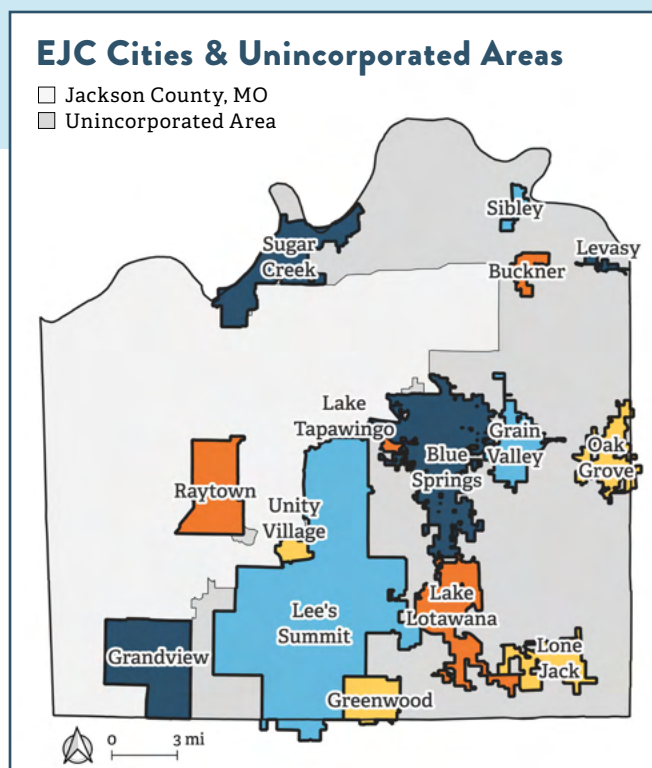 EJC Cities & Unincorporated Areas
Jackson County, MO
Unincorporated Area
Sibley
Sugar
Creek
Levasy
Buckner
Lake
Tapawingo
Grain
Valley
Oak
Grove
Blue
Springs
Raytown
Unity
Village
Lee's
Summit
Lake
Lotawana
Lone
Jack
Grandview
Greenwood
0 3 mi